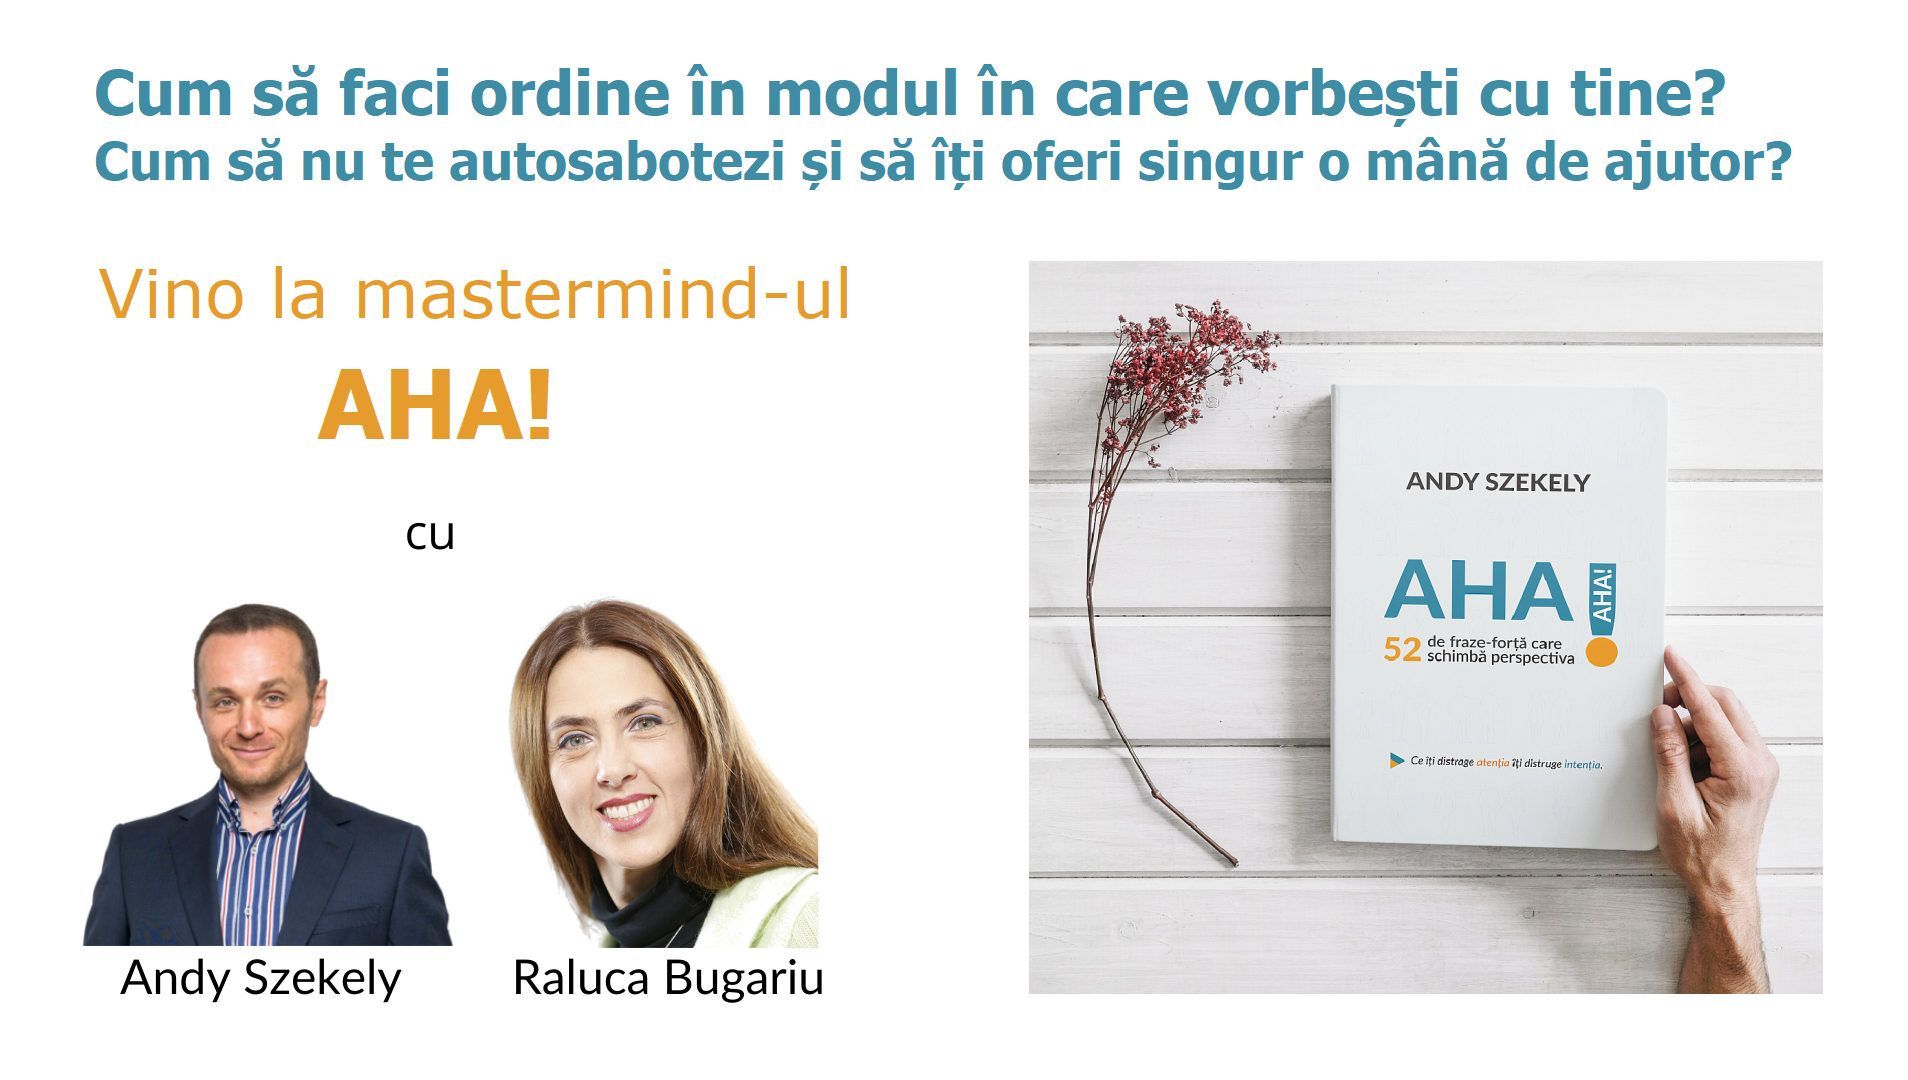 Cum să faci ordine în modul în care vorbești cu tine?
Cum să nu te autosabotezi și să îți oferi singur o mână de ajutor?
Vino la mastermind-ul
AHA!
cu
Andy Szekely
Raluca Bugariu
ANDY SZEKELY
AHA
AHA!
52 de fraze-forță care
schimbă perspectiva
Ce îți distrage atenția îți distruge intenția.